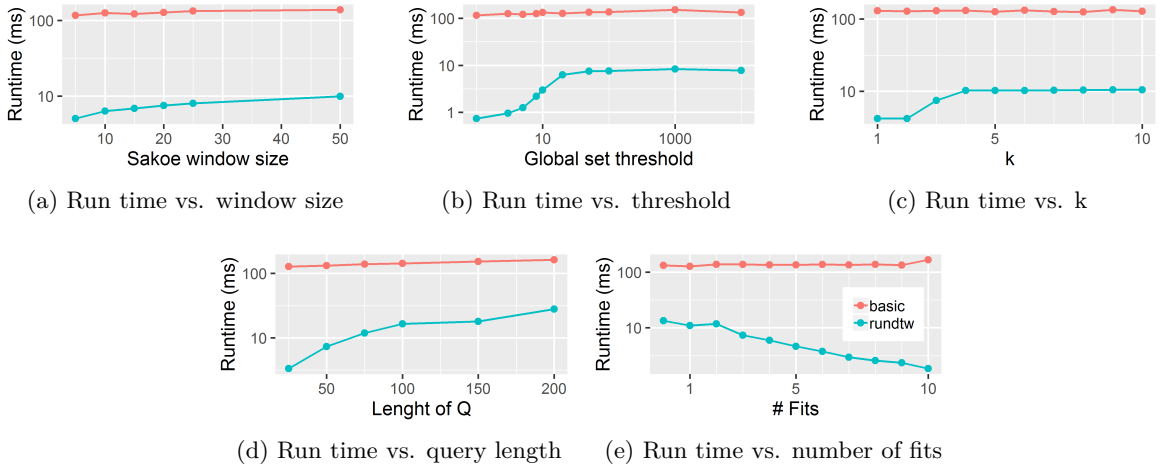 Runtime (ms)
100
10
10
20
30
40
50
Sakoe window size
(a) Run time vs. window size
Runtime (ms)
100
10
1
10
1000
Global set threshold
(b) Run time vs. threshold
Runtime (ms)
100
10
1
5
10
k
(c) Run time vs. k
Runtime (ms)
100
10
50
100
150
200
Lenght of Q
(d) Run time vs. query length
Runtime (ms)
100
10
1
5
10
# Fits
basic
rundtw
(e) Run time vs. number of fits